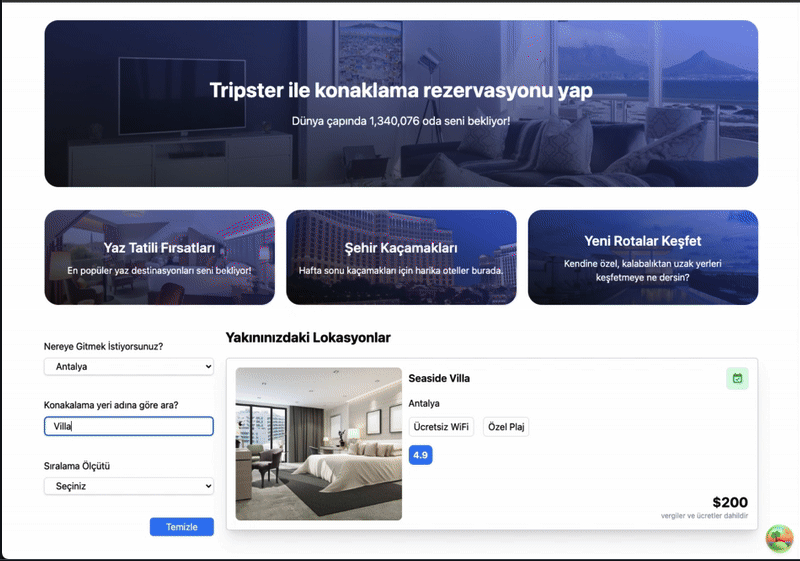 Tripster ile konaklama rezervasyonu yap
Dünya çapında 1,340,076 oda seni bekliyor!
Yaz Tatili Fırsatları
En popüler yaz destinasyonları seni bekliyor!
Şehir Kaçamakları
Hafta sonu kaçamakları için harika oteller burada.
Yeni Rotalar Keşfet
Kendine özel, kalabalıktan uzak yerleri
keşfetmeye ne dersin?
Nereye Gitmek İstiyorsunuz?
Antalya
Konakalama yeri adına göre ara?
Villa
Sıralama Ölçütü
Seçiniz
Temizle
Yakınınızdaki Lokasyonlar
Seaside Villa
Antalya
Ücretsiz WiFi
Özel Plaj
4.9
$200
vergiler ve ücretler dahildir